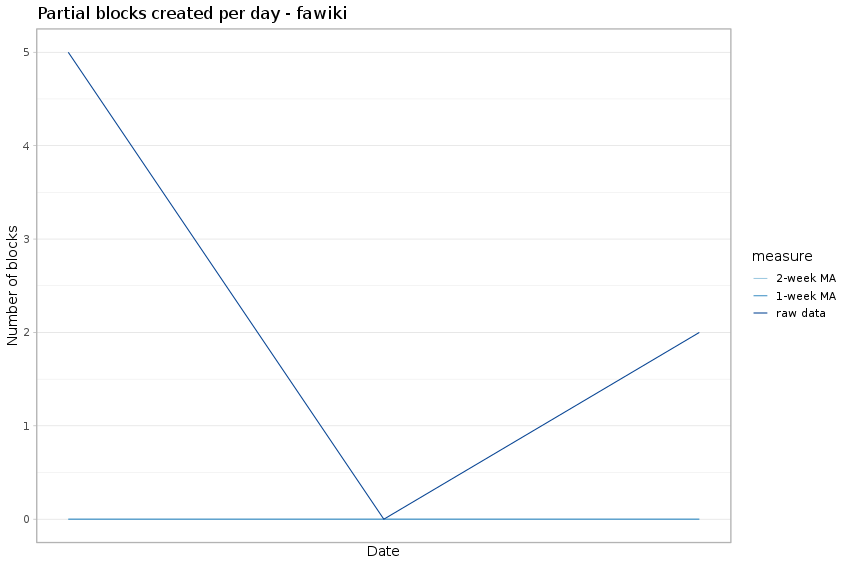 Partial blocks created per day - fawiki
5
4
3
2
1
0
Number of blocks
Date
measure
2-week MA
1-week MA
raw data